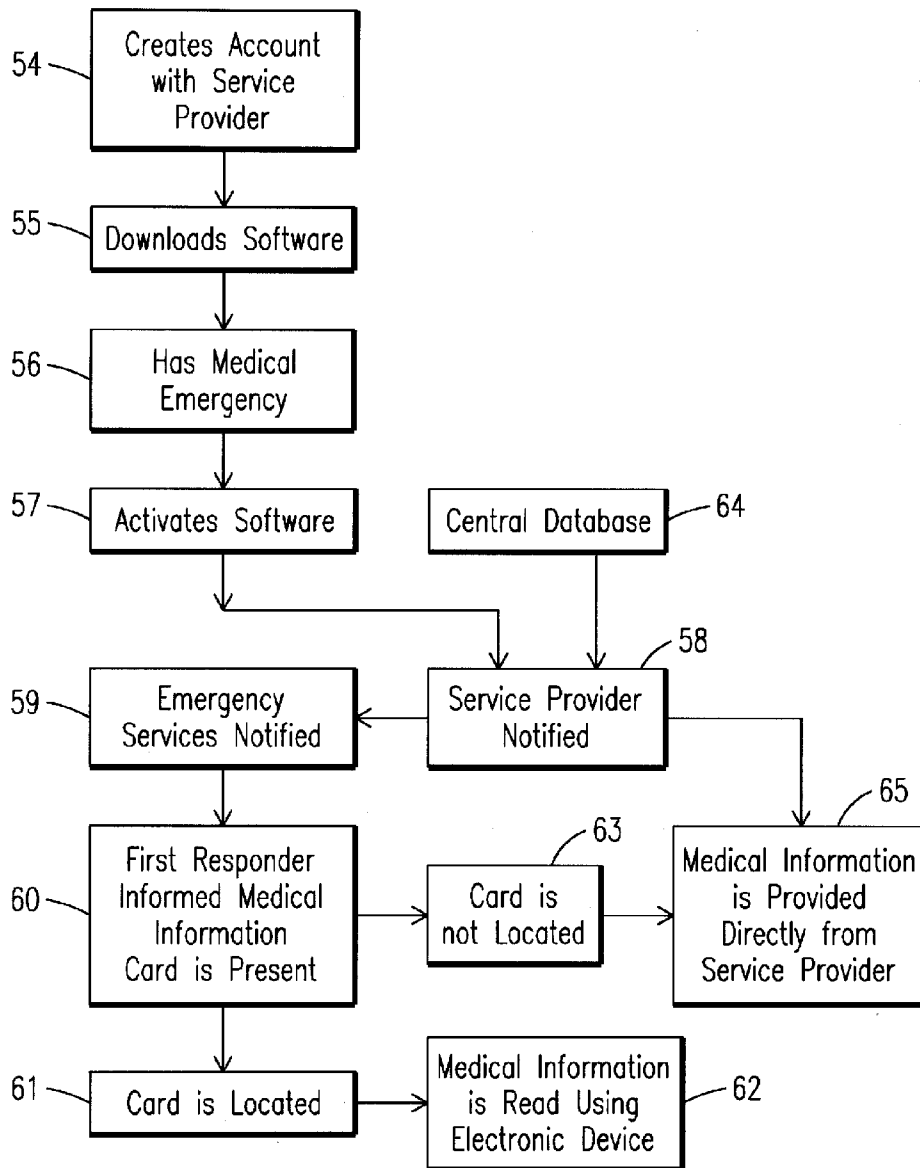 54
Creates Account
with Service
Provider
55
Downloads Software
56
Has Medical
Emergency
57
Activates Software
Central Database
64
58
59
Emergency
Services Notified
Service Provider
Notified
65
60
First Responder
Informed Medical
Information
Card is Present
63
Card is
not Located
Medical Information
is Provided
Directly from
Service Provider
61
Card is Located
Medical Information
is Read Using
Electronic Device
62